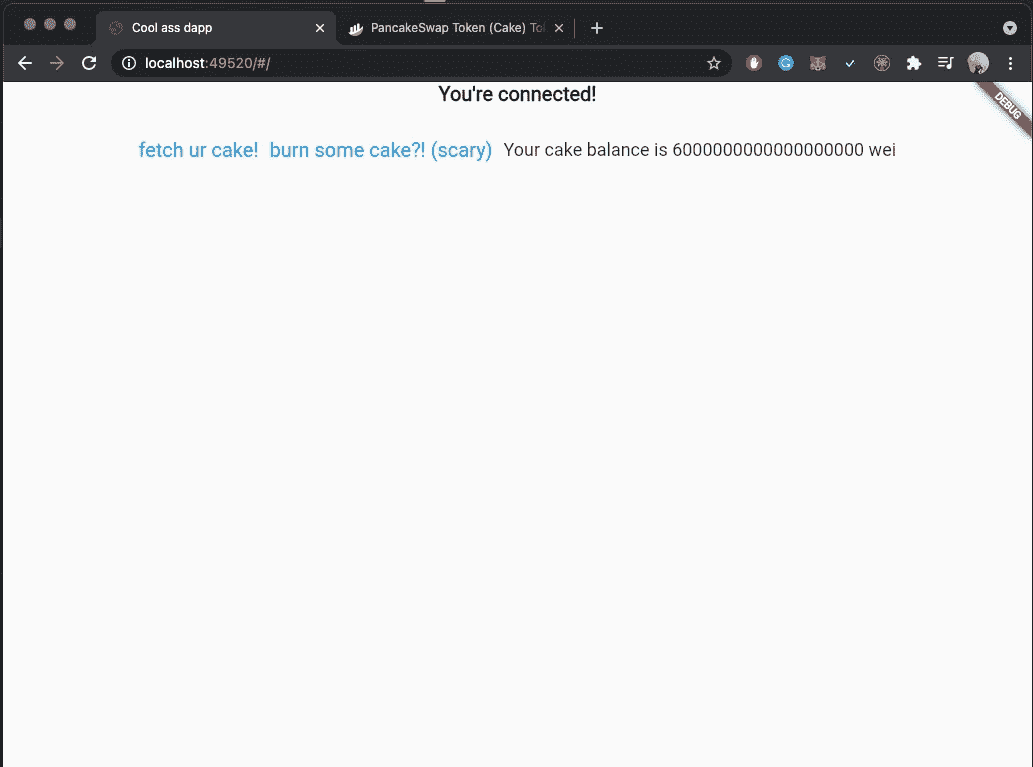 Cool ass dapp
PancakeSwap Token (Cake) To
localhost:49520/#/
You're connected!
DEBUG
fetch ur cake! burn some cake?! (scary) Your cake balance is 6000000000000000000 wei